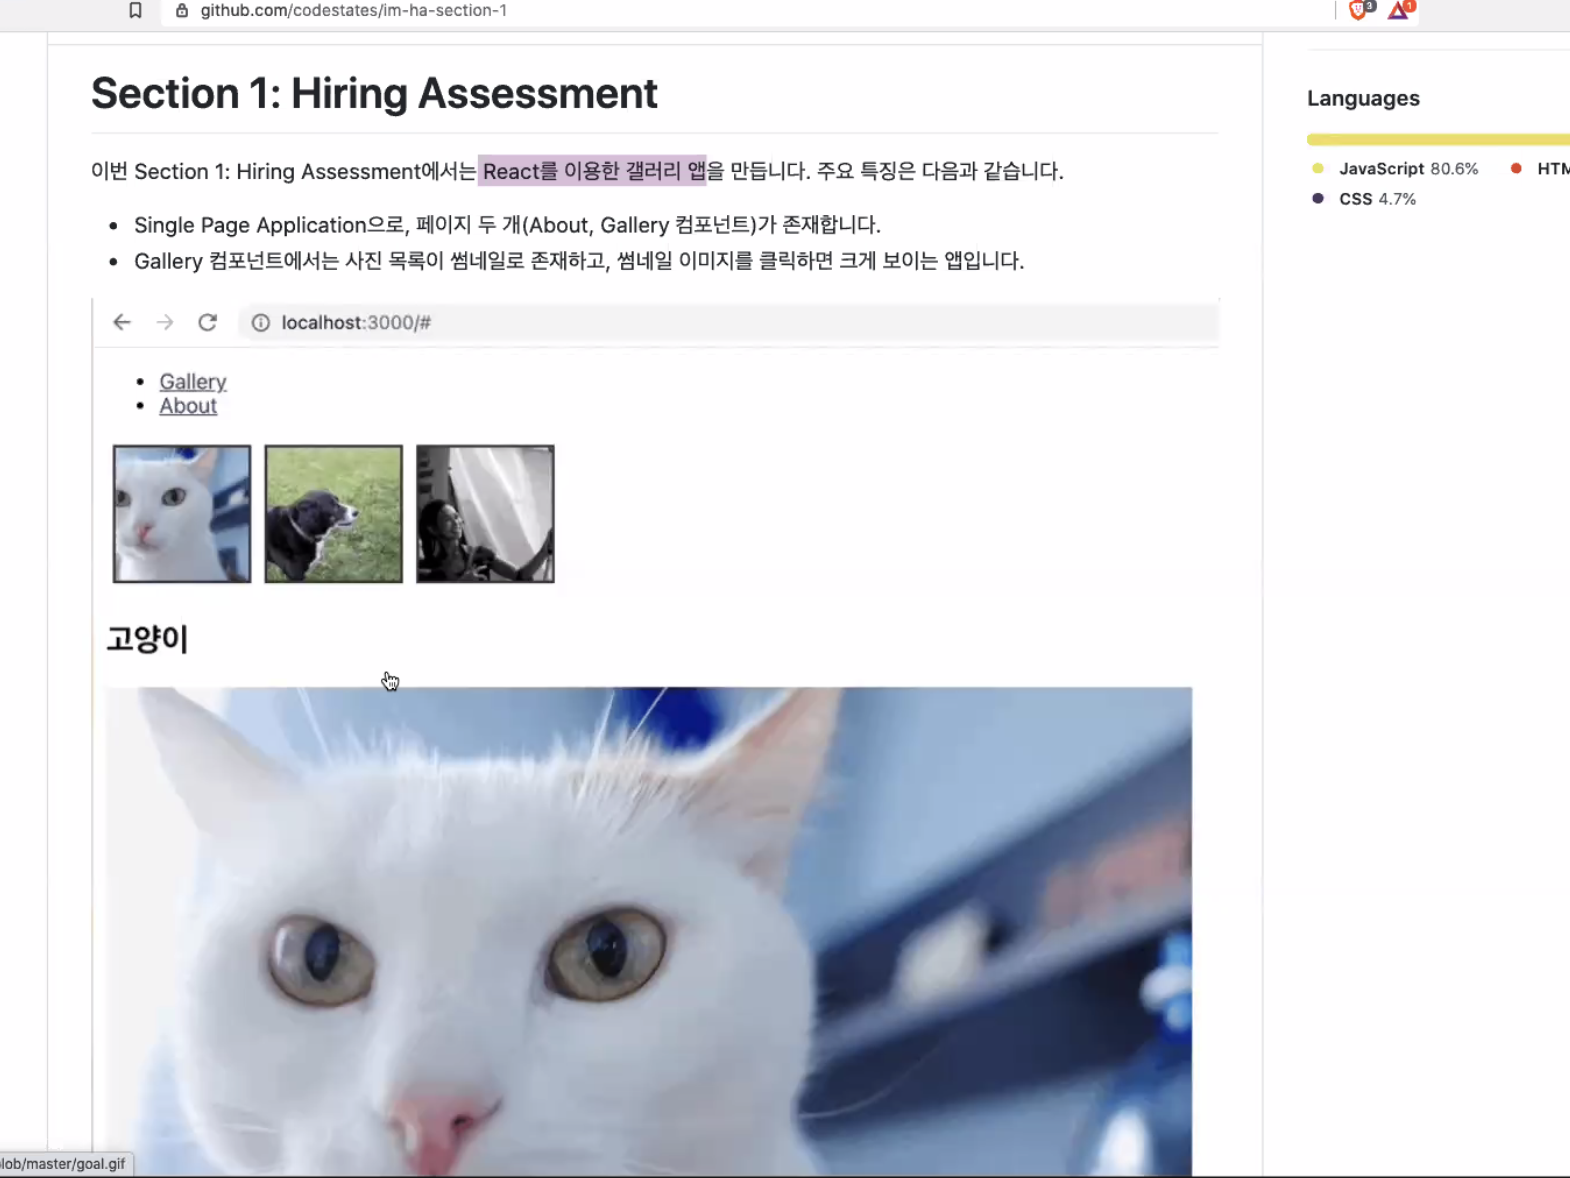 github.com/codestates/im-ha-section-1
3
1
Section 1: Hiring Assessment
이번 Section 1: Hiring Assessment에서는 React를 이용한 갤러리 앱을 만듭니다. 주요 특징은 다음과 같습니다.
• Single Page Application으로, 페이지 두 개(About, Gallery 컴포넌트)가 존재합니다.
• Gallery 컴포넌트에서는 사진 목록이 썸네일로 존재하고, 썸네일 이미지를 클릭하면 크게 보이는 앱입니다.
localhost:3000/#
• Gallery
• About
고양이
Languages
JavaScript 80.6%
HTM
CSS 4.7%
lob/master/goal.gif